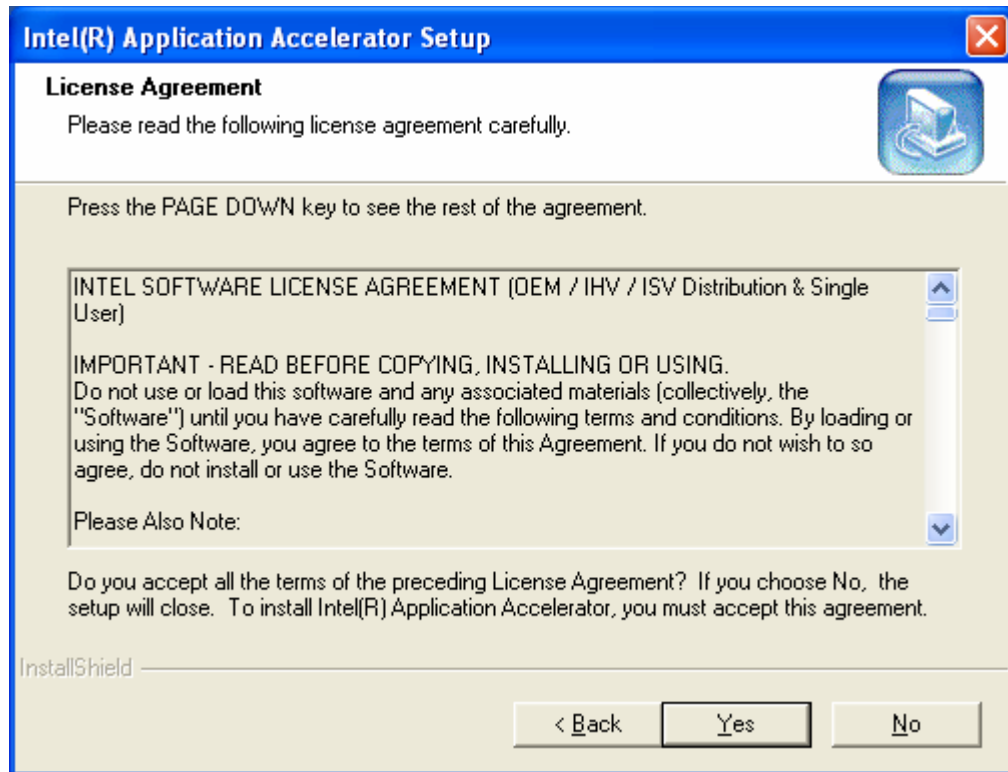 Intel(R) Application Accelerator Setup
License Agreement
Please read the following license agreement carefully.
Press the PAGE DOWN key to see the rest of the agreement.
INTEL SOFTWARE LICENSE AGREEMENT (OEM / IHV / ISV Distribution & Single
User)
IMPORTANT - READ BEFORE COPYING, INSTALLING OR USING.
Do not use or load this software and any associated materials (collectively, the
"Software") until you have carefully read the following terms and conditions. By loading or
using the Software, you agree to the terms of this Agreement. If you do not wish to so
agree, do not install or use the Software.
Please Also Note:
Do you accept all the terms of the preceding License Agreement?  If you choose No,  the
setup will close.  To install Intel(R) Application Accelerator, you must accept this agreement.
InstallShield
< Back
Yes
No